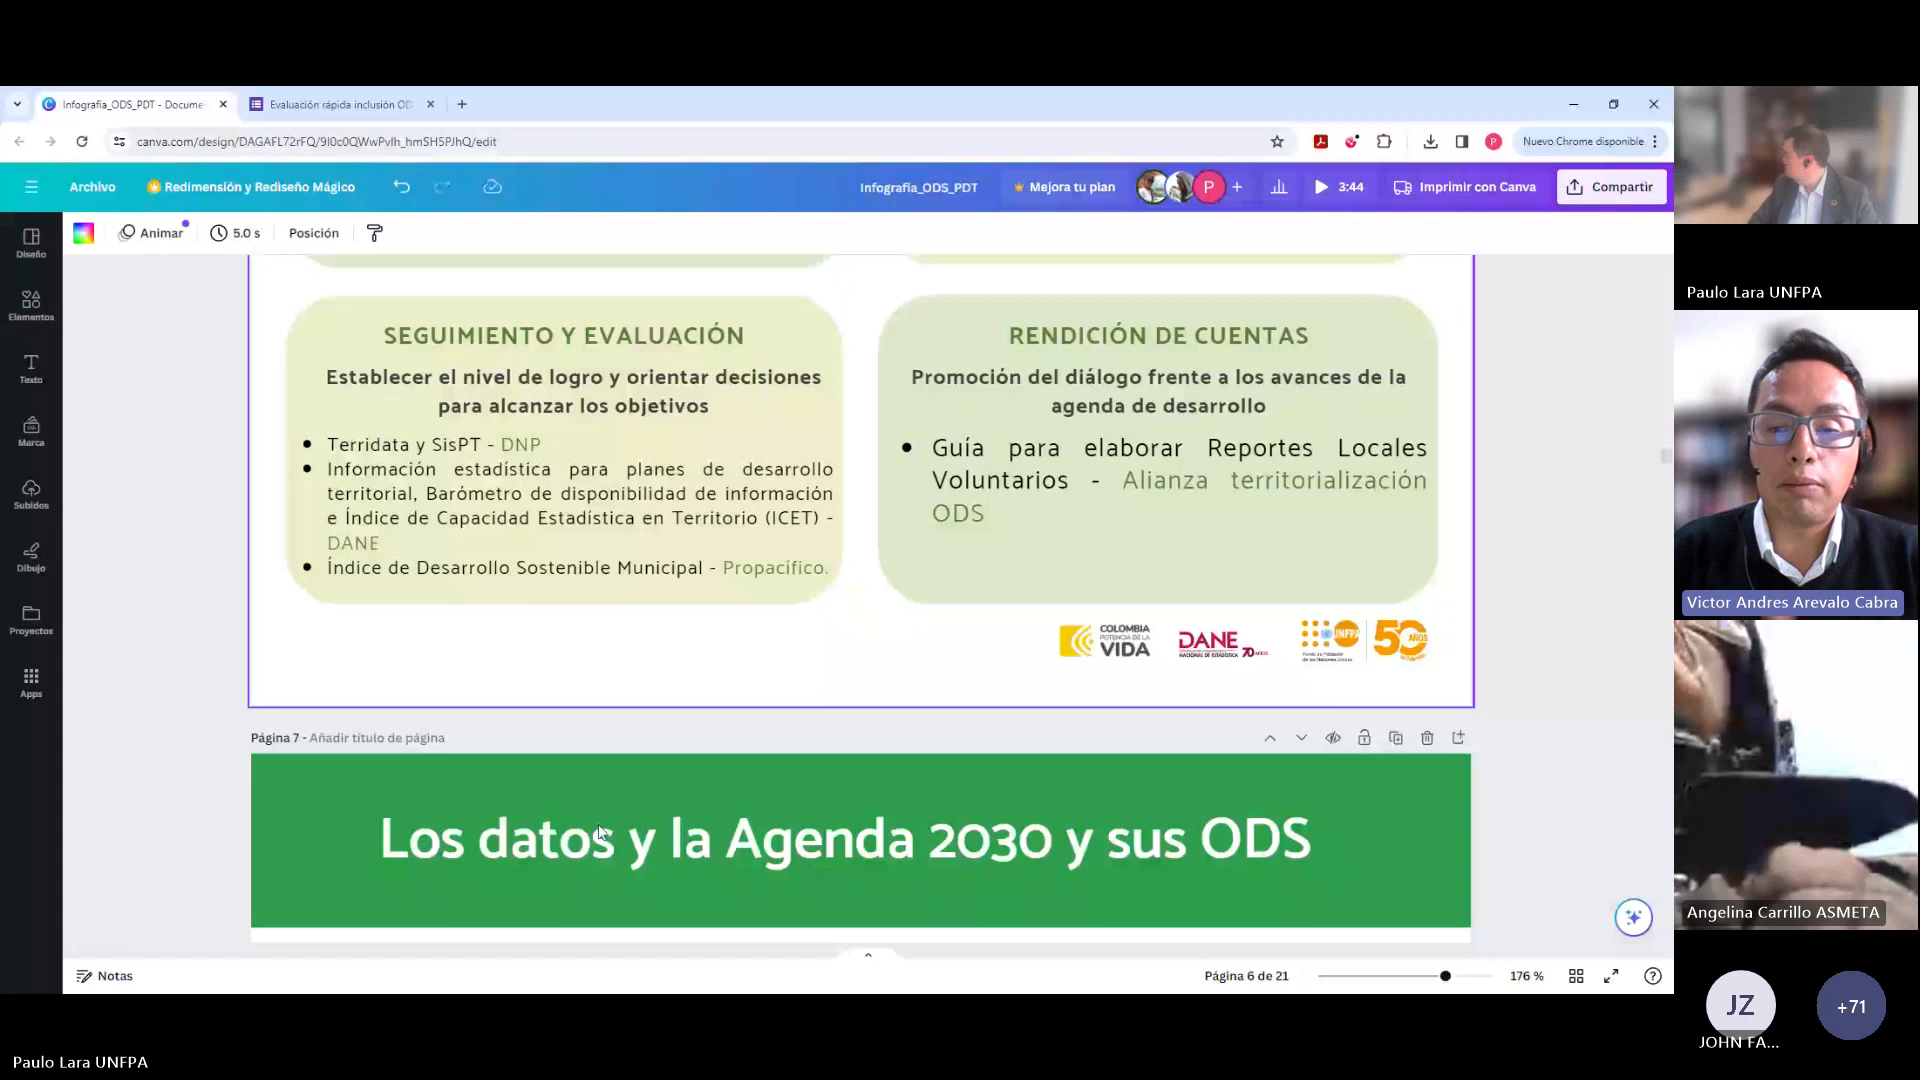 Infografia_ODS_PDT - Docume
Evaluación rápida inclusión OD
canva.com/design/DAGAFL72rFQ/9l0c0QWwPvlh_hmSH5PJhQ/edit
Nuevo Chrome disponible
Archivo
Redimensión y Rediseño Mágico
Infografia_ODS_PDT
Mejora tu plan
P
3:44
Imprimir con Canva
Compartir
Animar
5.0 s
Posición
Diseño
Elementos
Texto
Marca
Subidos
Dibujo
Proyectos
Apps
SEGUIMIENTO Y EVALUACIÓN
Establecer el nivel de logro y orientar decisiones
para alcanzar los objetivos
Terridata y SisPT - DNP
Información estadística para planes de desarrollo
territorial, Barómetro de disponibilidad de información
e Índice de Capacidad Estadística en Territorio (ICET) -
DANE
Índice de Desarrollo Sostenible Municipal - Propacífico.
RENDICIÓN DE CUENTAS
Promoción del diálogo frente a los avances de la
agenda de desarrollo
Guía para elaborar Reportes Locales
Voluntarios - Alianza territorialización
ODS
COLOMBIA
POTENCIA DE LA
VIDA
DANE
70 AÑOS
UNFPA
50 AÑOS
Página 7 - Añadir título de página
Los datos y la Agenda 2030 y sus ODS
Notas
Página 6 de 21
176 %
Paulo Lara UNFPA
Victor Andres Arevalo Cabra
Angelina Carrillo ASMETA
JZ
JOHN FA...
+71
Paulo Lara UNFPA